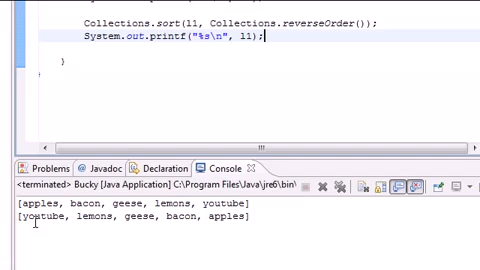 Collections.sort(l1, Collections.reverseOrder());
System.out.printf("%s\n", l1);
}
}
Problems @ Javadoc Declaration Console
<terminated> Bucky [Java Application] C:\Program Files\Java\jre6\bin\
[apples, bacon, geese, lemons, youtube]
[youtube, lemons, geese, bacon, apples]